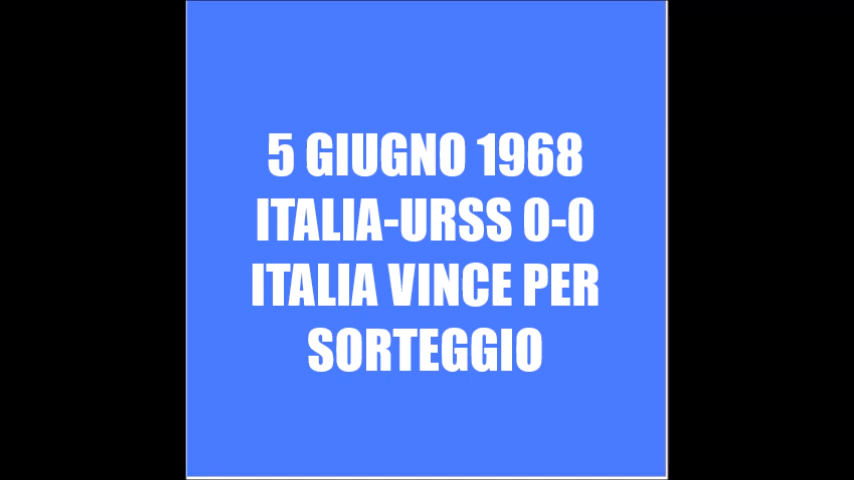 5 GIUGNO 1968
ITALIA-URSS 0-0
ITALIA VINCE PER
SORTEGGIO